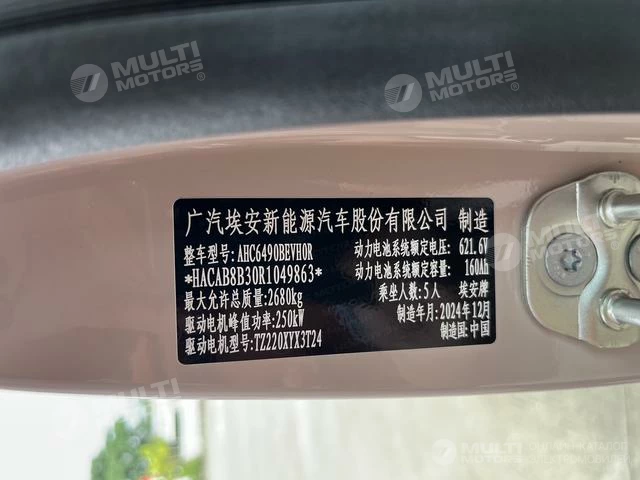 MULTI
MOTORS
MULTI
MOTORS
广汽埃安新能源汽车股份有限公司 制造
整车型号:AHC6490BEVH0R 动力电池系统额定电压: 621.6V
*HACAB8B30R1049863* 动力电池系统额定容量: 160Ah
最大允许总质量:2680kg 乘坐人数:5人 埃安牌
驱动电机峰值功率:250kW 制造年月:2024年12月
驱动电机型号:TZ220XYX3T24 制造国:中国
MULTI
MOTORS
MULTI